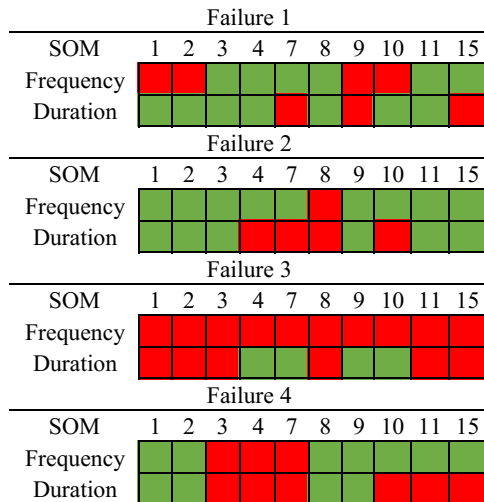 Failure 1
SOM 1 2 3 4 7 8 9 10 11 15
Frequency
Duration
Failure 2
SOM 1 2 3 4 7 8 9 10 11 15
Frequency
Duration
Failure 3
SOM 1 2 3 4 7 8 9 10 11 15
Frequency
Duration
Failure 4
SOM 1 2 3 4 7 8 9 10 11 15
Frequency
Duration